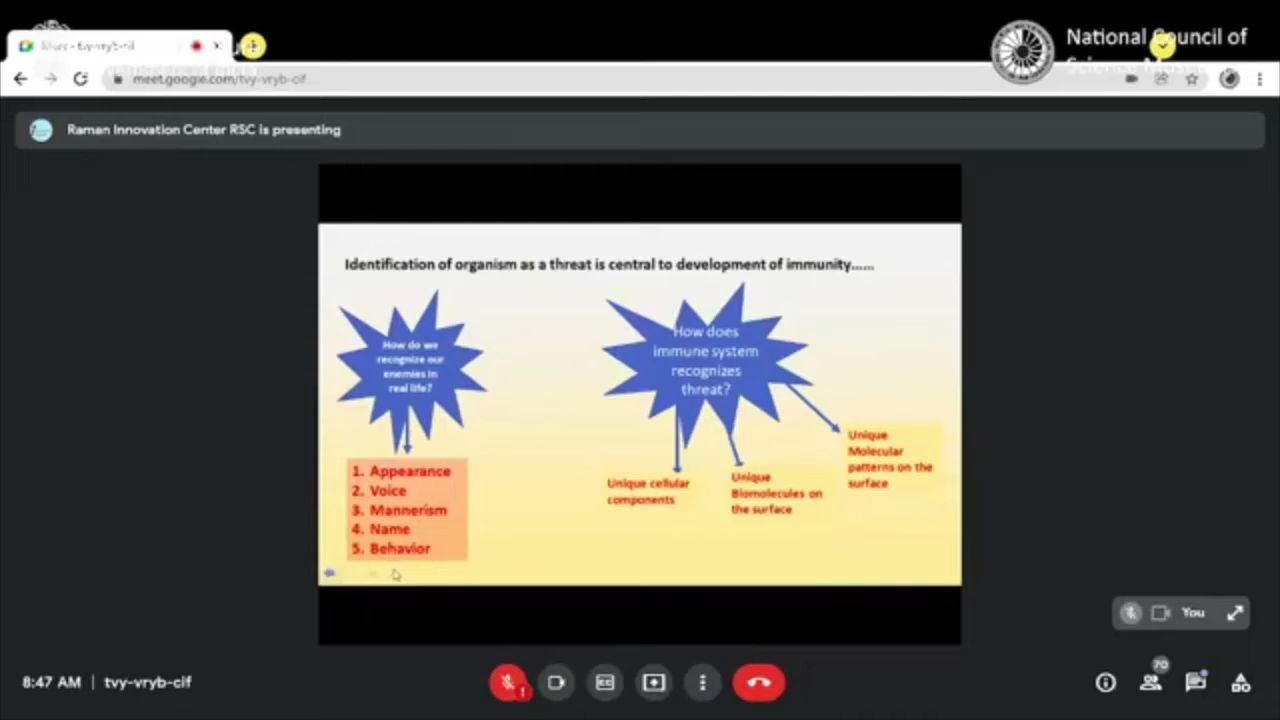 National Council of
meet.google.com/tvy-vryb-cif
Raman Innovation Center RSC is presenting
Identification of organism as a threat is central to development of immunity......
How do we
recognize our
enemies in
real life?
1. Appearance
2. Voice
3. Mannerism
4. Name
5. Behavior
How does
immune system
recognizes
threat?
Unique cellular
components
Unique
Biomolecules on
the surface
Unique
Molecular
patterns on the
surface
You
8:47 AM | tvy-vryb-cif
CC
70